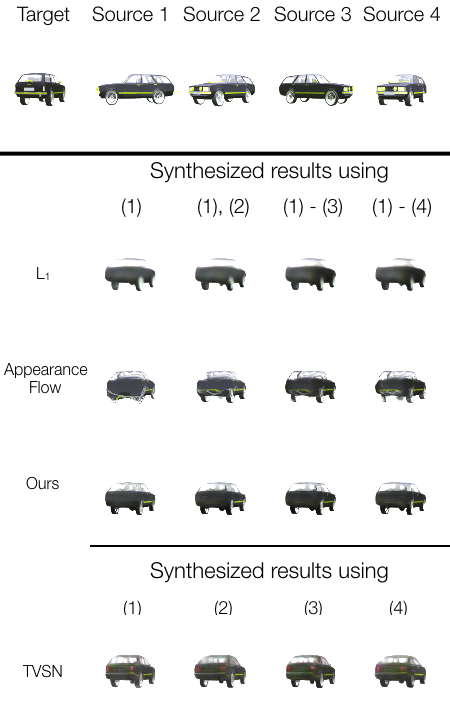 Target Source 1 Source 2 Source 3 Source 4
Synthesized results using
(1) (1), (2) (1) - (3) (1) - (4)
L₁
Appearance
Flow
Ours
Synthesized results using
(1) (2) (3) (4)
TVSN